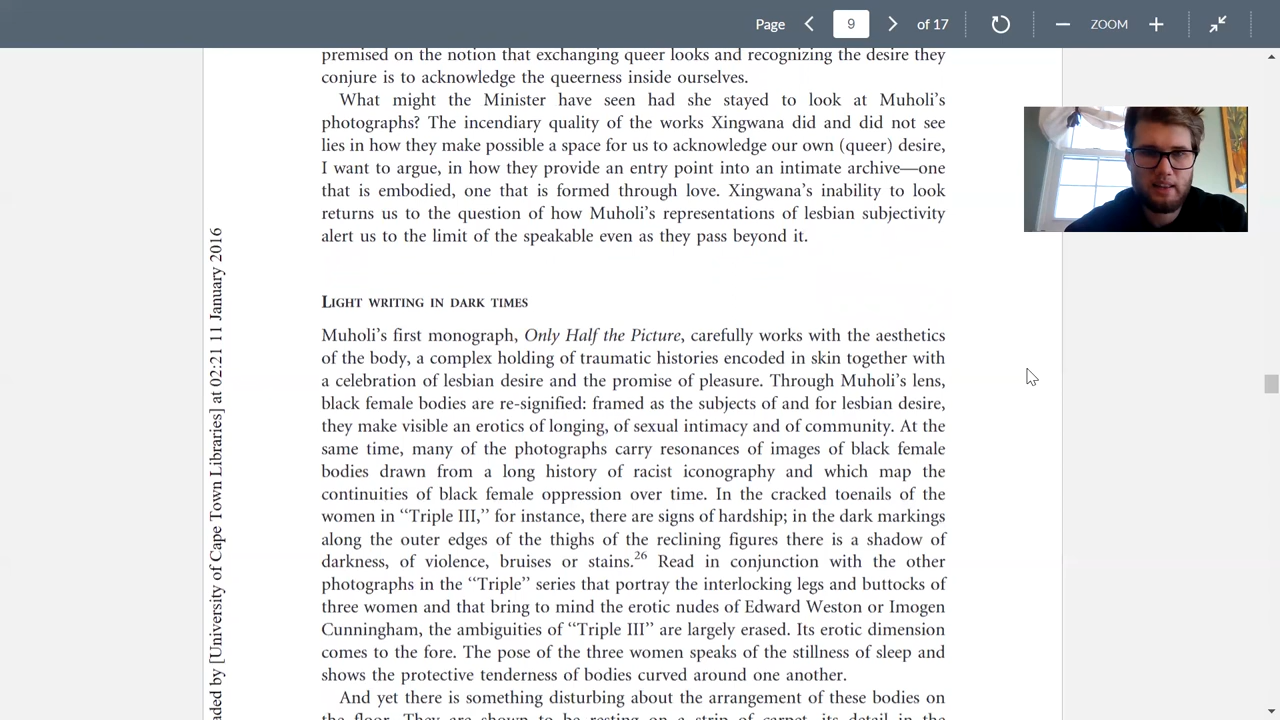 Page 9 of 17 ZOOM
premised on the notion that exchanging queer looks and recognizing the desire they
conjure is to acknowledge the queerness inside ourselves.
What might the Minister have seen had she stayed to look at Muholi's
photographs? The incendiary quality of the works Xingwana did and did not see
lies in how they make possible a space for us to acknowledge our own (queer) desire,
I want to argue, in how they provide an entry point into an intimate archive—one
that is embodied, one that is formed through love. Xingwana's inability to look
returns us to the question of how Muholi's representations of lesbian subjectivity
alert us to the limit of the speakable even as they pass beyond it.
LIGHT WRITING IN DARK TIMES
Muholi's first monograph, Only Half the Picture, carefully works with the aesthetics
of the body, a complex holding of traumatic histories encoded in skin together with
a celebration of lesbian desire and the promise of pleasure. Through Muholi's lens,
black female bodies are re-signified: framed as the subjects of and for lesbian desire,
they make visible an erotics of longing, of sexual intimacy and of community. At the
same time, many of the photographs carry resonances of images of black female
bodies drawn from a long history of racist iconography and which map the
continuities of black female oppression over time. In the cracked toenails of the
women in ‘‘Triple III,’’ for instance, there are signs of hardship; in the dark markings
along the outer edges of the thighs of the reclining figures there is a shadow of
darkness, of violence, bruises or stains.26 Read in conjunction with the other
photographs in the ‘‘Triple’’ series that portray the interlocking legs and buttocks of
three women and that bring to mind the erotic nudes of Edward Weston or Imogen
Cunningham, the ambiguities of ‘‘Triple III’’ are largely erased. Its erotic dimension
comes to the fore. The pose of the three women speaks of the stillness of sleep and
shows the protective tenderness of bodies curved around one another.
And yet there is something disturbing about the arrangement of these bodies on
the floor. They are shown to be resting on a strip of carpet, its detail in the
aded by [University of Cape Town Libraries] at 02:21 11 January 2016